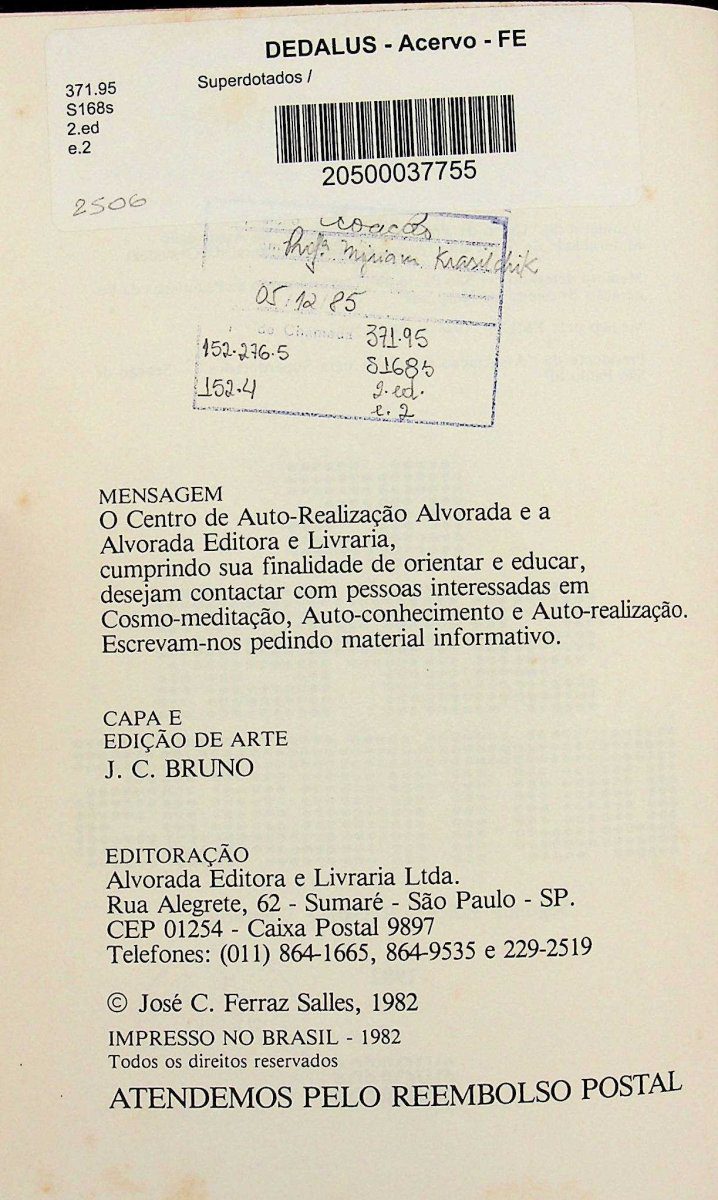 DEDALUS - Acervo - FE
371.95
S168s
2.ed
e.2
Superdotados /
20500037755
2506
Profª Myriam Krasilchik
05.12.85
de Chamada
152.276.5
371.95
S168s
152.4
2.ed.
e.2
MENSAGEM
O Centro de Auto-Realização Alvorada e a
Alvorada Editora e Livraria,
cumprindo sua finalidade de orientar e educar,
desejam contactar com pessoas interessadas em
Cosmo-meditação, Auto-conhecimento e Auto-realização.
Escrevam-nos pedindo material informativo.
CAPA E
EDIÇÃO DE ARTE
J. C. BRUNO
EDITORAÇÃO
Alvorada Editora e Livraria Ltda.
Rua Alegrete, 62 - Sumaré - São Paulo - SP.
CEP 01254 - Caixa Postal 9897
Telefones: (011) 864-1665, 864-9535 e 229-2519
© José C. Ferraz Salles, 1982
IMPRESSO NO BRASIL - 1982
Todos os direitos reservados
ATENDEMOS PELO REEMBOLSO POSTAL